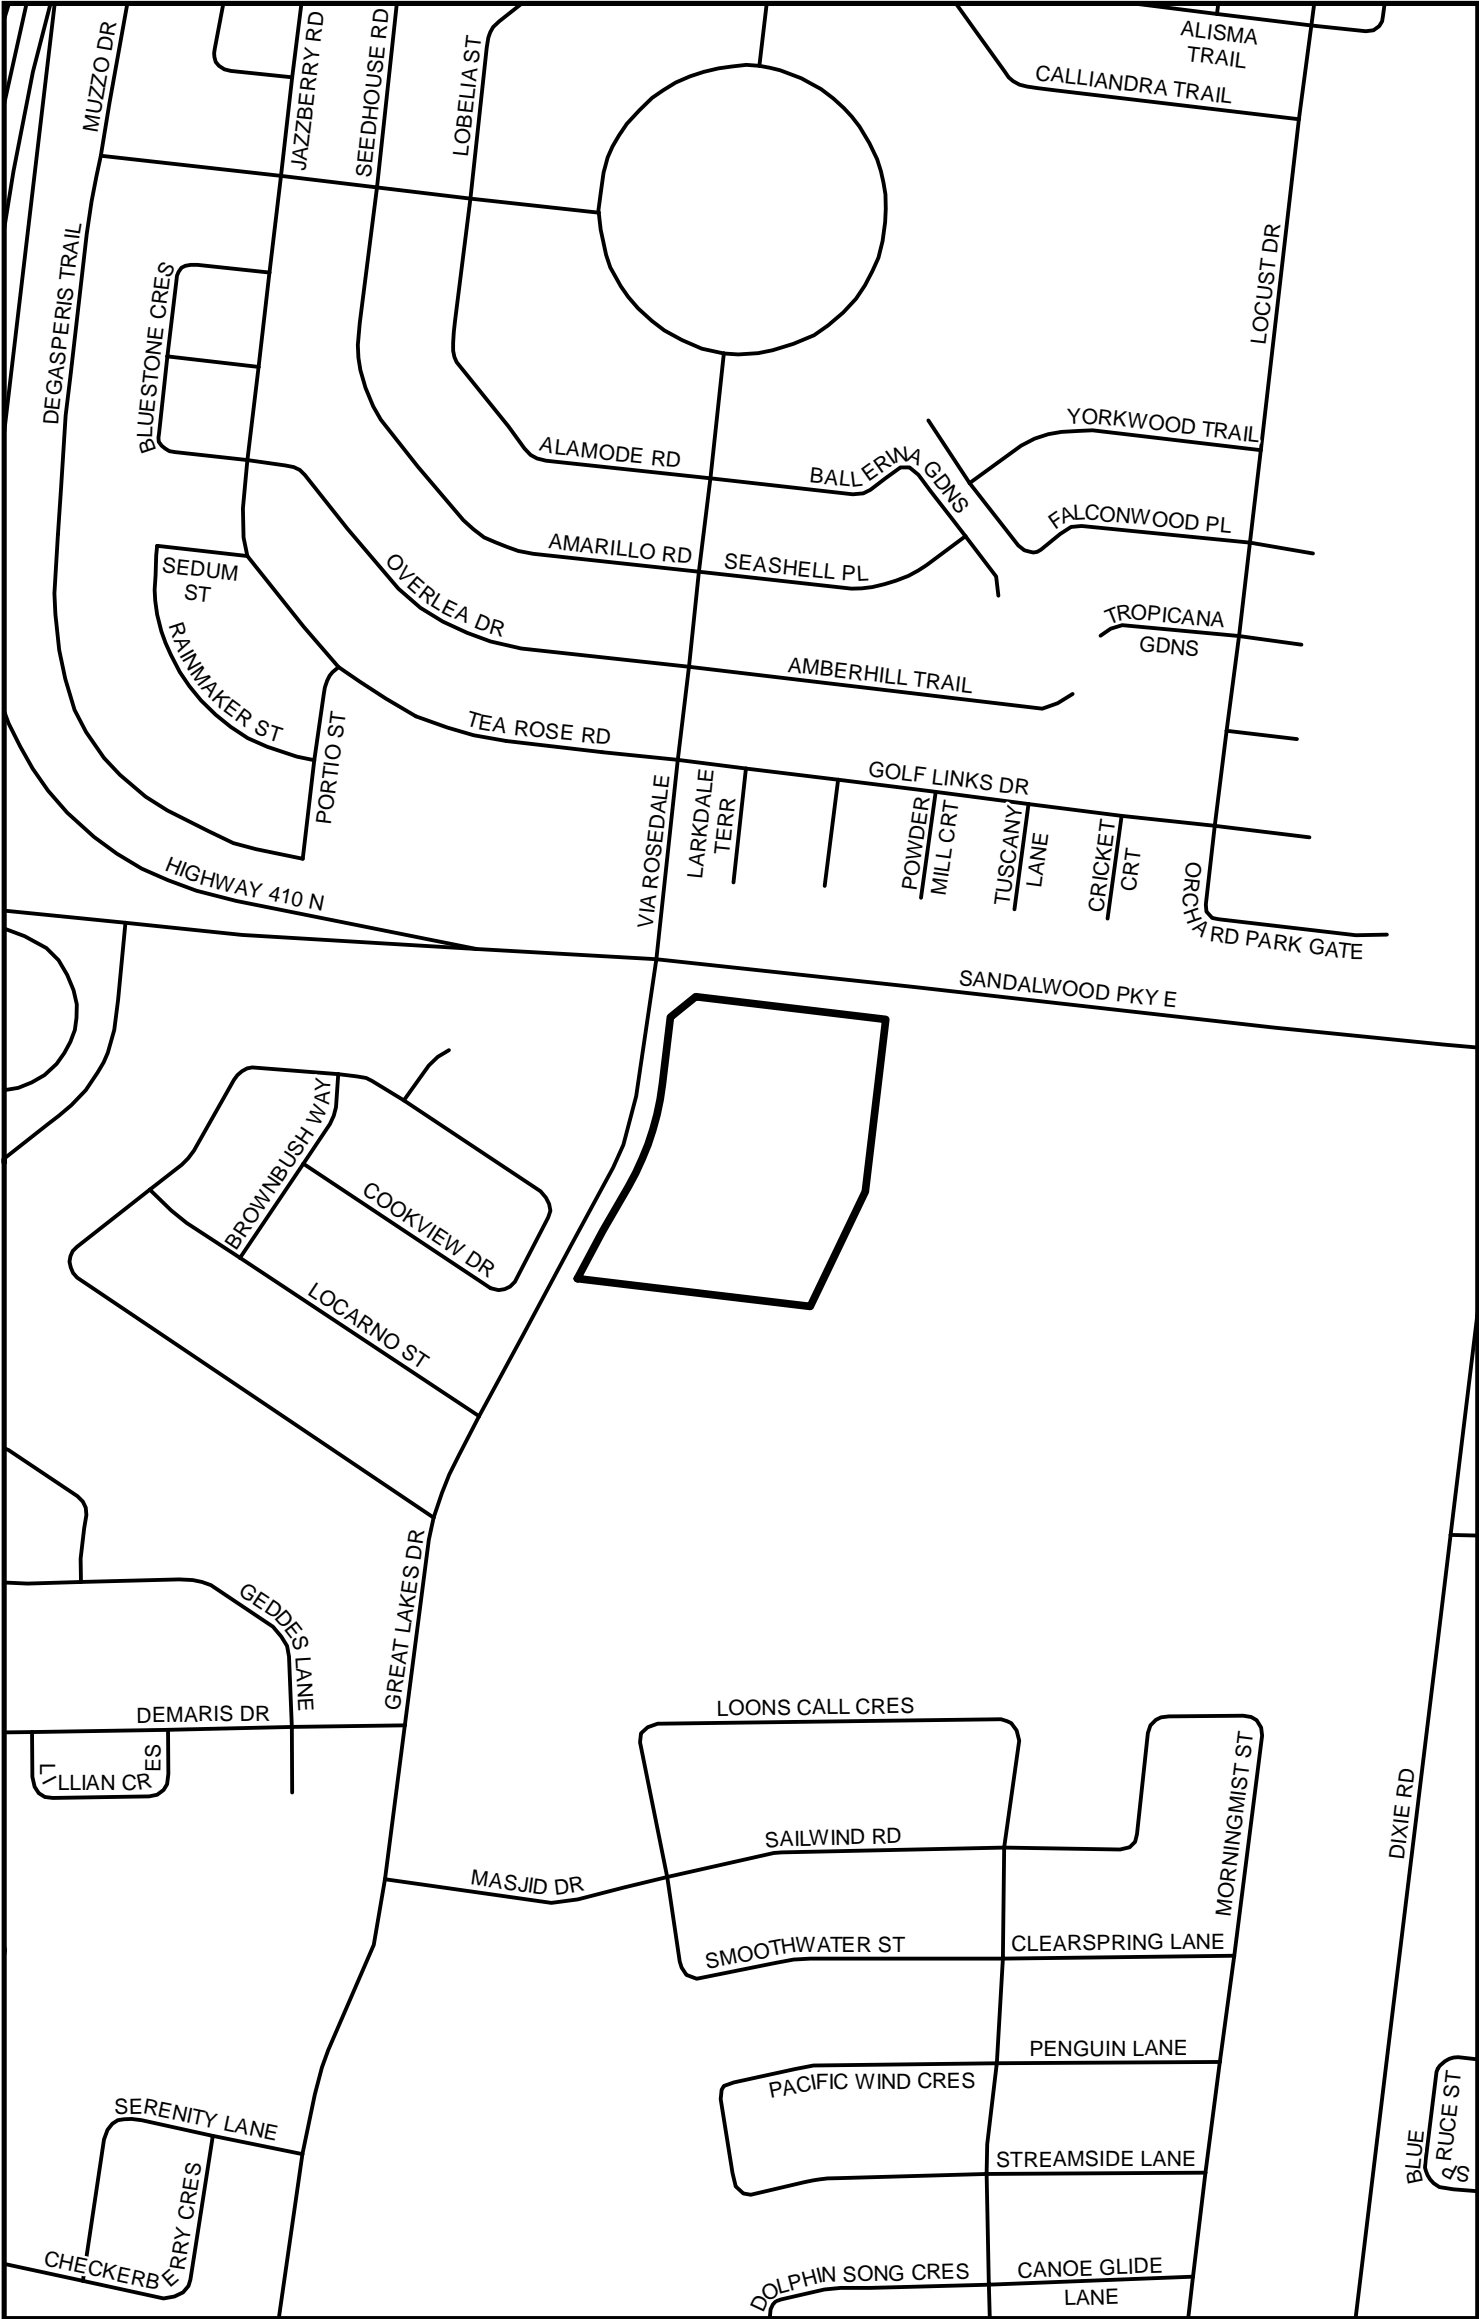 MUZZO DR
JAZZBERRY RD
SEEDHOUSE RD
LOBELIA ST
ALISMA
TRAIL
CALLIANDRA TRAIL
DEGASPERIS TRAIL
BLUESTONE CRES
LOCUST DR
YORKWOOD TRAIL
ALAMODE RD
BALLERINA GDNS
FALCONWOOD PL
AMARILLO RD
SEASHELL PL
SEDUM
ST
OVERLEA DR
TROPICANA
GDNS
RAINMAKER ST
AMBERHILL TRAIL
PORTIO ST
TEA ROSE RD
GOLF LINKS DR
VIA ROSEDALE
LARKDALE
TERR
POWDER
MILL CRT
TUSCANY
LANE
CRICKET
CRT
ORCHARD PARK GATE
HIGHWAY 410 N
SANDALWOOD PKY E
BROWNBUSH WAY
COOKVIEW DR
LOCARNO ST
GREAT LAKES DR
GEDDES LANE
DEMARIS DR
LILLIAN CRES
LOONS CALL CRES
MORNINGMIST ST
DIXIE RD
SAILWIND RD
MASJID DR
SMOOTHWATER ST
CLEARSPRING LANE
PENGUIN LANE
PACIFIC WIND CRES
SERENITY LANE
STREAMSIDE LANE
BLUE
SPRUCE ST
CHECKERBERRY CRES
DOLPHIN SONG CRES
CANOE GLIDE
LANE